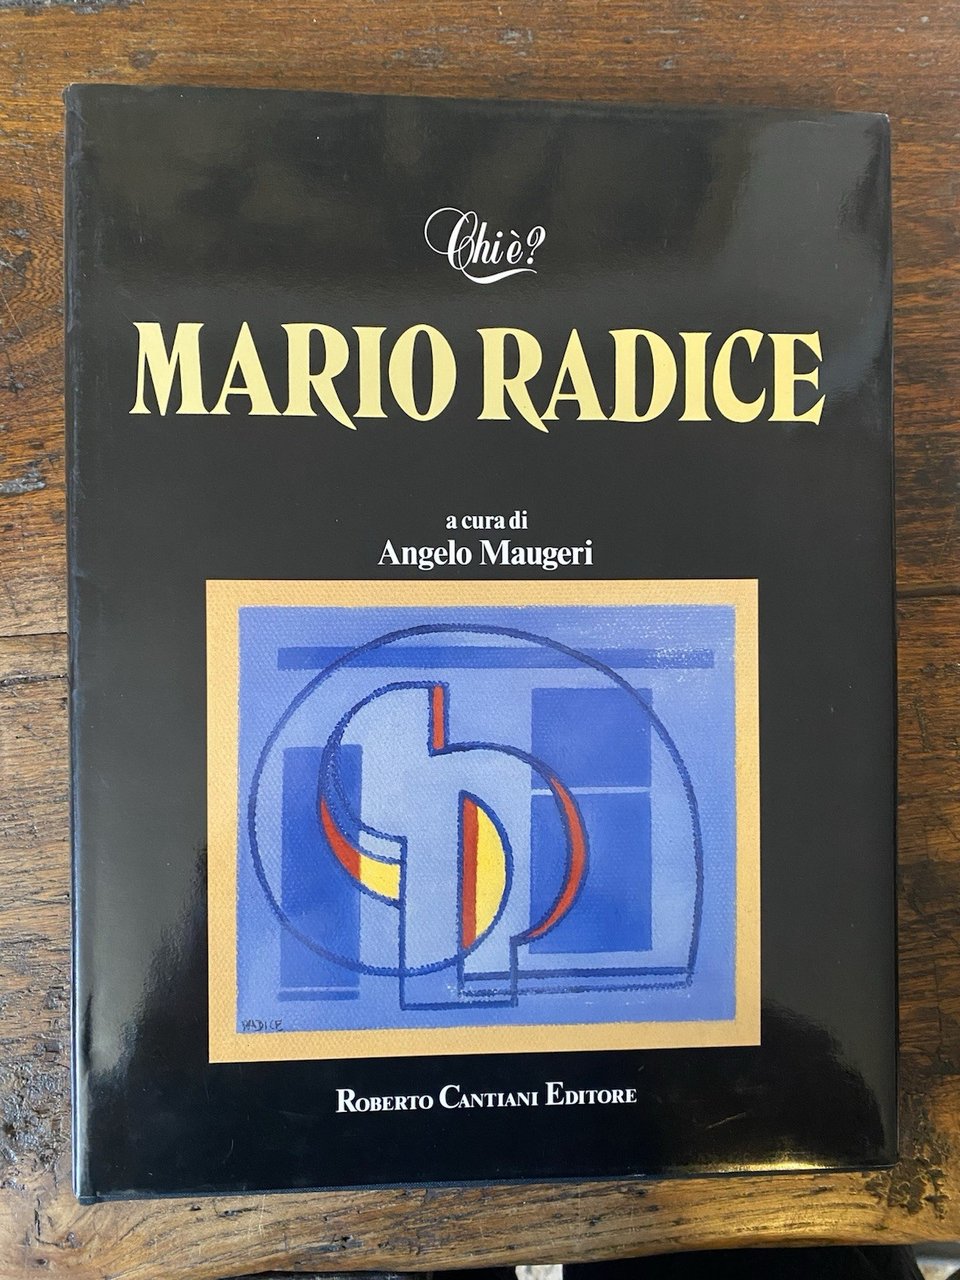 Chi è?
MARIO RADICE
a cura di
Angelo Maugeri
RADICE
ROBERTO CANTIANI EDITORE